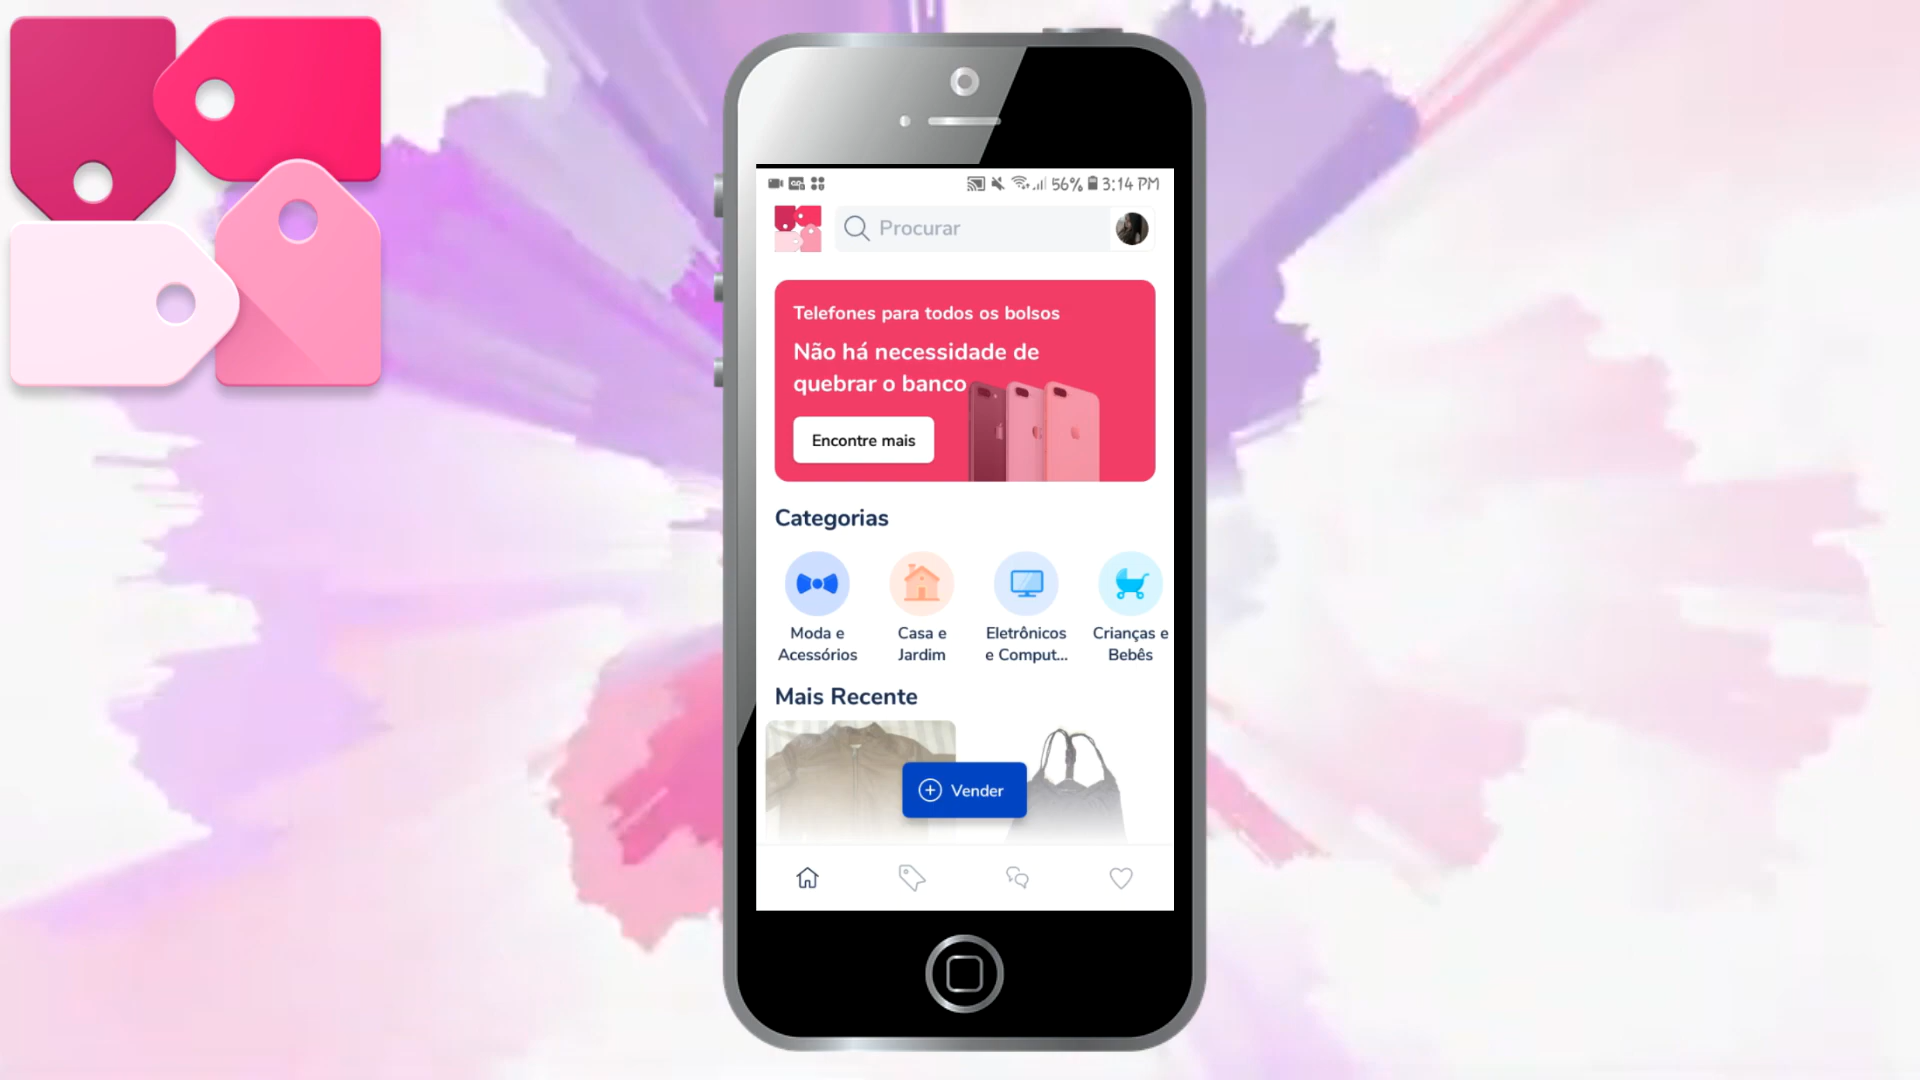 56% 3:14 PM
Procurar
Telefones para todos os bolsos
Não há necessidade de
quebrar o banco
Encontre mais
Categorias
Moda e
Acessórios
Casa e
Jardim
Eletrônicos
e Comput...
Crianças e
Bebês
Mais Recente
Vender